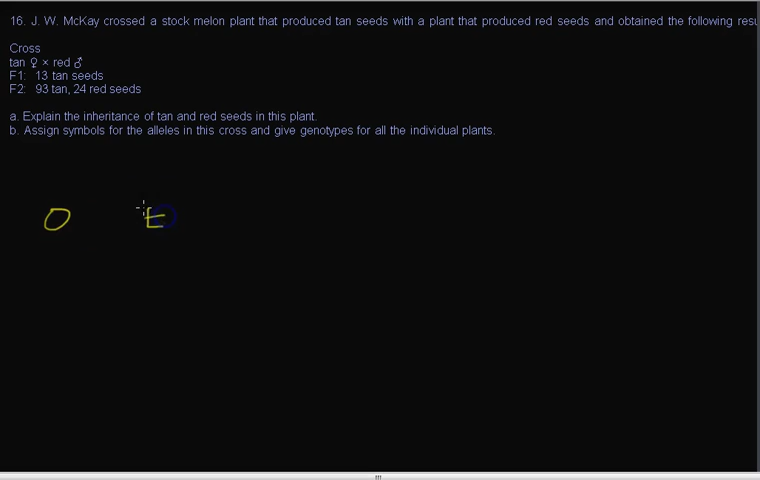 16. J. W. McKay crossed a stock melon plant that produced tan seeds with a plant that produced red seeds and obtained the following
Cross
tan ♀ × red ♂
F1: 13 tan seeds
F2: 93 tan, 24 red seeds
a. Explain the inheritance of tan and red seeds in this plant.
b. Assign symbols for the alleles in this cross and give genotypes for all the individual plants.
O E